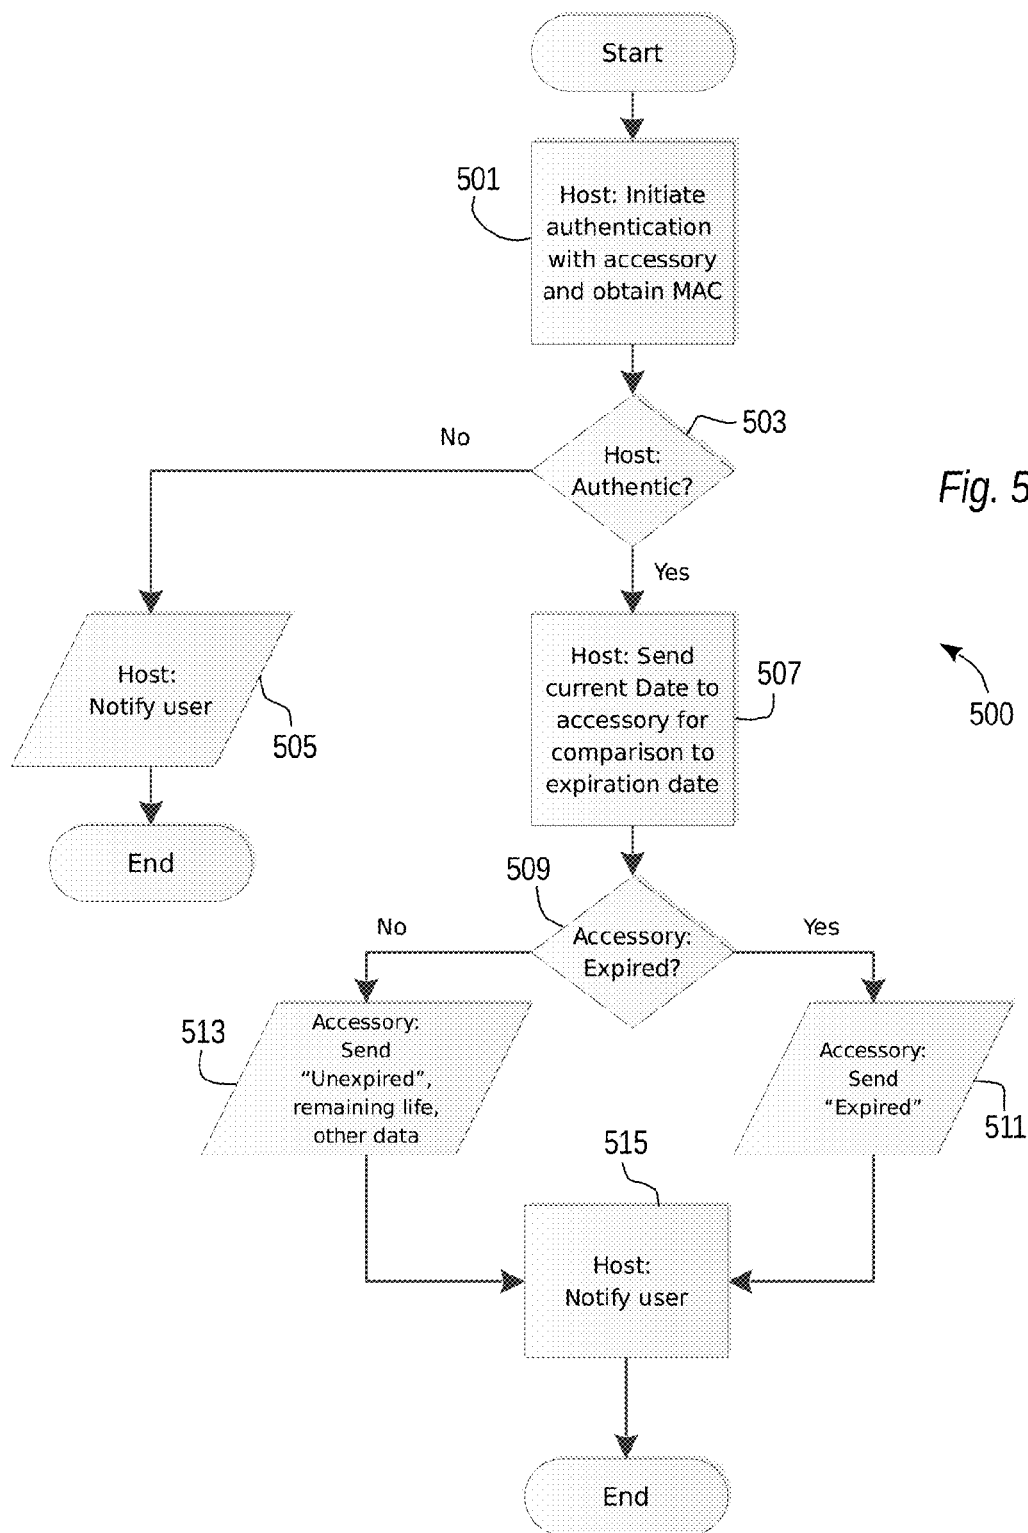 Start
501
Host: Initiate
authentication
with accessory
and obtain MAC
503
No
Host:
Authentic?
Fig. 5
Yes
Host:
Notify user
505
Host: Send
current Date to
accessory for
comparison to
expiration date
507
500
End
509
No
Accessory:
Expired?
Yes
513
Accessory:
Send
“Unexpired”,
remaining life,
other data
Accessory:
Send
“Expired”
511
515
Host:
Notify user
End